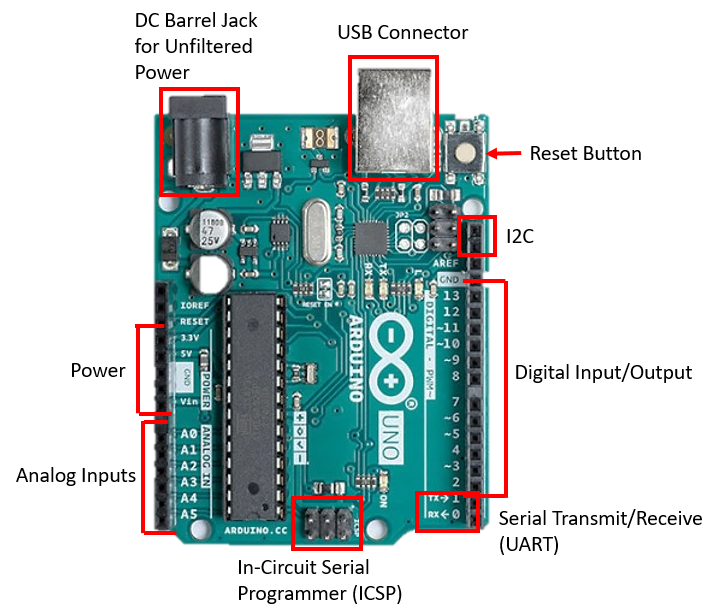 DC Barrel Jack
for Unfiltered
Power
USB Connector
Reset Button
I2C
Digital Input/Output
Serial Transmit/Receive
(UART)
In-Circuit Serial
Programmer (ICSP)
Power
Analog Inputs
47
25V
JP2
RX
TX
L
RESET EN
AREF
GND
13
12
~11
~10
~9
8
7
~6
~5
4
~3
2
TX→1
RX←0
DIGITAL - PWM~
IOREF
RESET
3.3V
5V
GND
Vin
POWER
A0
A1
A2
A3
A4
A5
ANALOG IN
ARDUINO
UNO
ON
ICSP
ARDUINO.CC